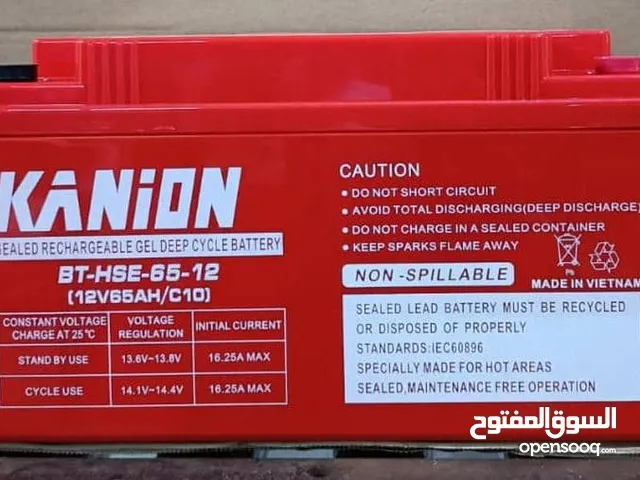 KANION
SEALED RECHARGEABLE GEL DEEP CYCLE BATTERY
BT-HSE-65-12
(12V65AH/C10)
CONSTANT VOLTAGE CHARGE AT 25℃ VOLTAGE REGULATION INITIAL CURRENT
STAND BY USE 13.6V~13.8V 16.25A MAX
CYCLE USE 14.1V~14.4V 16.25A MAX
CAUTION
• DO NOT SHORT CIRCUIT
• AVOID TOTAL DISCHARGING(DEEP DISCHARGE)
• DO NOT CHARGE IN A SEALED CONTAINER
• KEEP SPARKS FLAME AWAY
NON-SPILLABLE
MADE IN VIETNAM
SEALED LEAD BATTERY MUST BE RECYCLED
OR DISPOSED OF PROPERLY
STANDARDS:iEC60896
SPECIALLY MADE FOR HOT AREAS
SEALED,MAINTENANCE FREE OPERATION
السوق المفتوح
opensooq.com